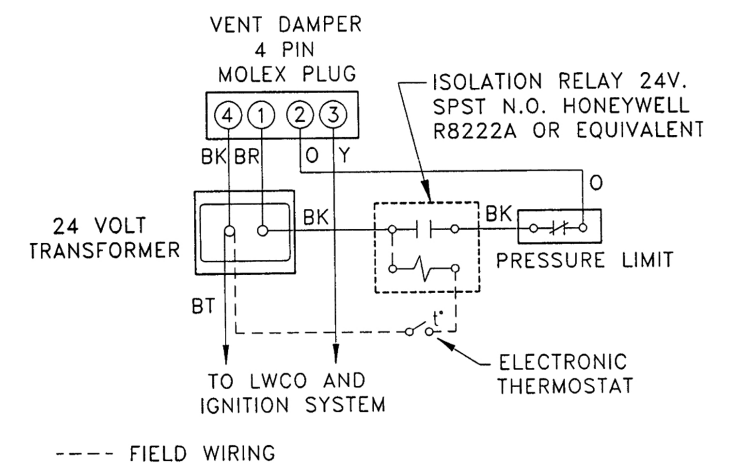 VENT DAMPER
4 PIN
MOLEX PLUG
ISOLATION RELAY 24V.
SPST N.O. HONEYWELL
R8222A OR EQUIVALENT
4 1 2 3
BK BR O Y
O
24 VOLT
TRANSFORMER
BK
BK
PRESSURE LIMIT
BT
t°
ELECTRONIC
THERMOSTAT
TO LWCO AND
IGNITION SYSTEM
---- FIELD WIRING